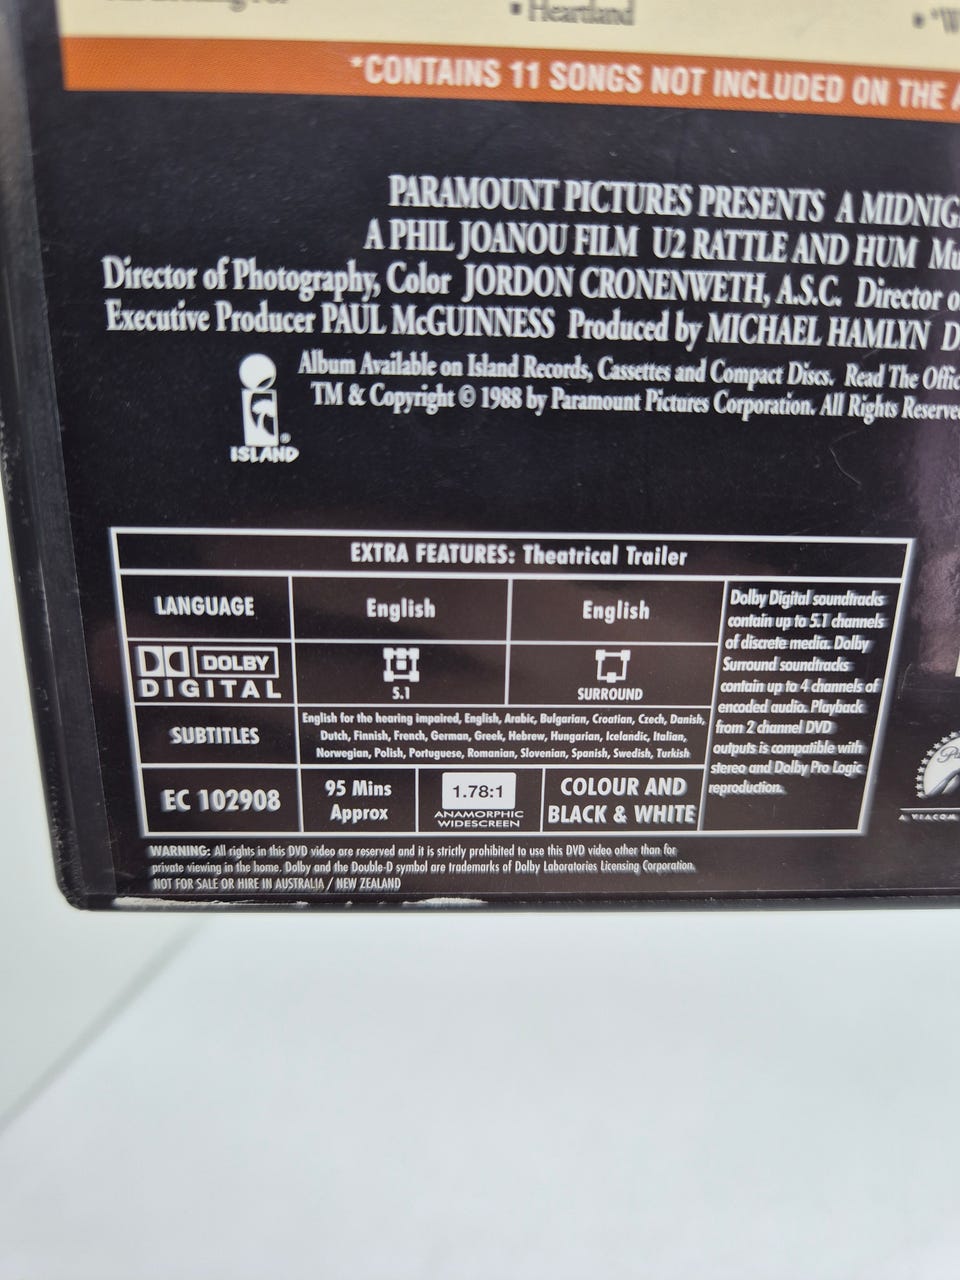 • Heartland
*CONTAINS 11 SONGS NOT INCLUDED ON THE
PARAMOUNT PICTURES PRESENTS A MIDNIG
A PHIL JOANOU FILM U2 RATTLE AND HUM Mu
Director of Photography, Color JORDON CRONENWETH, A.S.C. Director o
Executive Producer PAUL McGUINNESS Produced by MICHAEL HAMLYN D
Album Available on Island Records, Cassettes and Compact Discs. Read The Offic
TM & Copyright © 1988 by Paramount Pictures Corporation. All Rights Reserve
ISLAND®
EXTRA FEATURES: Theatrical Trailer
LANGUAGE English English
DOLBY
DIGITAL 5.1 SURROUND
SUBTITLES
English for the hearing impaired, English, Arabic, Bulgarian, Croatian, Czech, Danish,
Dutch, Finnish, French, German, Greek, Hebrew, Hungarian, Icelandic, Italian,
Norwegian, Polish, Portuguese, Romanian, Slovenian, Spanish, Swedish, Turkish
EC 102908
95 Mins
Approx
1.78:1
ANAMORPHIC
WIDESCREEN
COLOUR AND
BLACK & WHITE
Dolby Digital soundtracks
contain up to 5.1 channels
of discrete media. Dolby
Surround soundtracks
contain up to 4 channels of
encoded audio. Playback
from 2 channel DVD
outputs is compatible with
stereo and Dolby Pro Logic
reproduction.
A VIACOM
WARNING: All rights in this DVD video are reserved and it is strictly prohibited to use this DVD video other than for
private viewing in the home. Dolby and the Double-D symbol are trademarks of Dolby Laboratories Licensing Corporation.
NOT FOR SALE OR HIRE IN AUSTRALIA / NEW ZEALAND